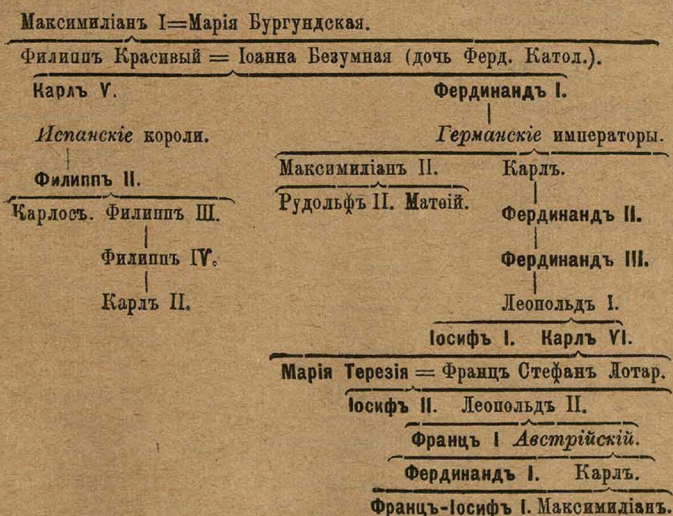 Максимиліанъ I=Марія Бургундская.
Филиппъ Красивый = Іоанна Безумная (дочь Ферд. Катол.).
Карлъ V. Фердинандъ I.
Испанскіе короли. Германскіе императоры.
Максимиліанъ II. Карлъ.
Филиппъ II.
Рудольфъ II. Матѳій.
Карлосъ. Филиппъ III. Фердинандъ II.
Филиппъ IV. Фердинандъ III.
Карлъ II. Леопольдъ I.
Іосифъ I. Карлъ VI.
Марія Терезія = Францъ Стефанъ Лотар.
Іосифъ II. Леопольдъ II.
Францъ I Австрійскій.
Фердинандъ I. Карлъ.
Францъ-Іосифъ I. Максимиліанъ.